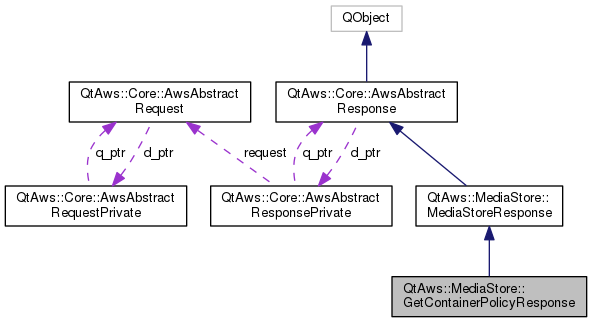 QObject
QtAws::Core::AwsAbstract
Request
QtAws::Core::AwsAbstract
Response
q_ptr
d_ptr
request
q_ptr
d_ptr
QtAws::Core::AwsAbstract
RequestPrivate
QtAws::Core::AwsAbstract
ResponsePrivate
QtAws::MediaStore::
MediaStoreResponse
QtAws::MediaStore::
GetContainerPolicyResponse